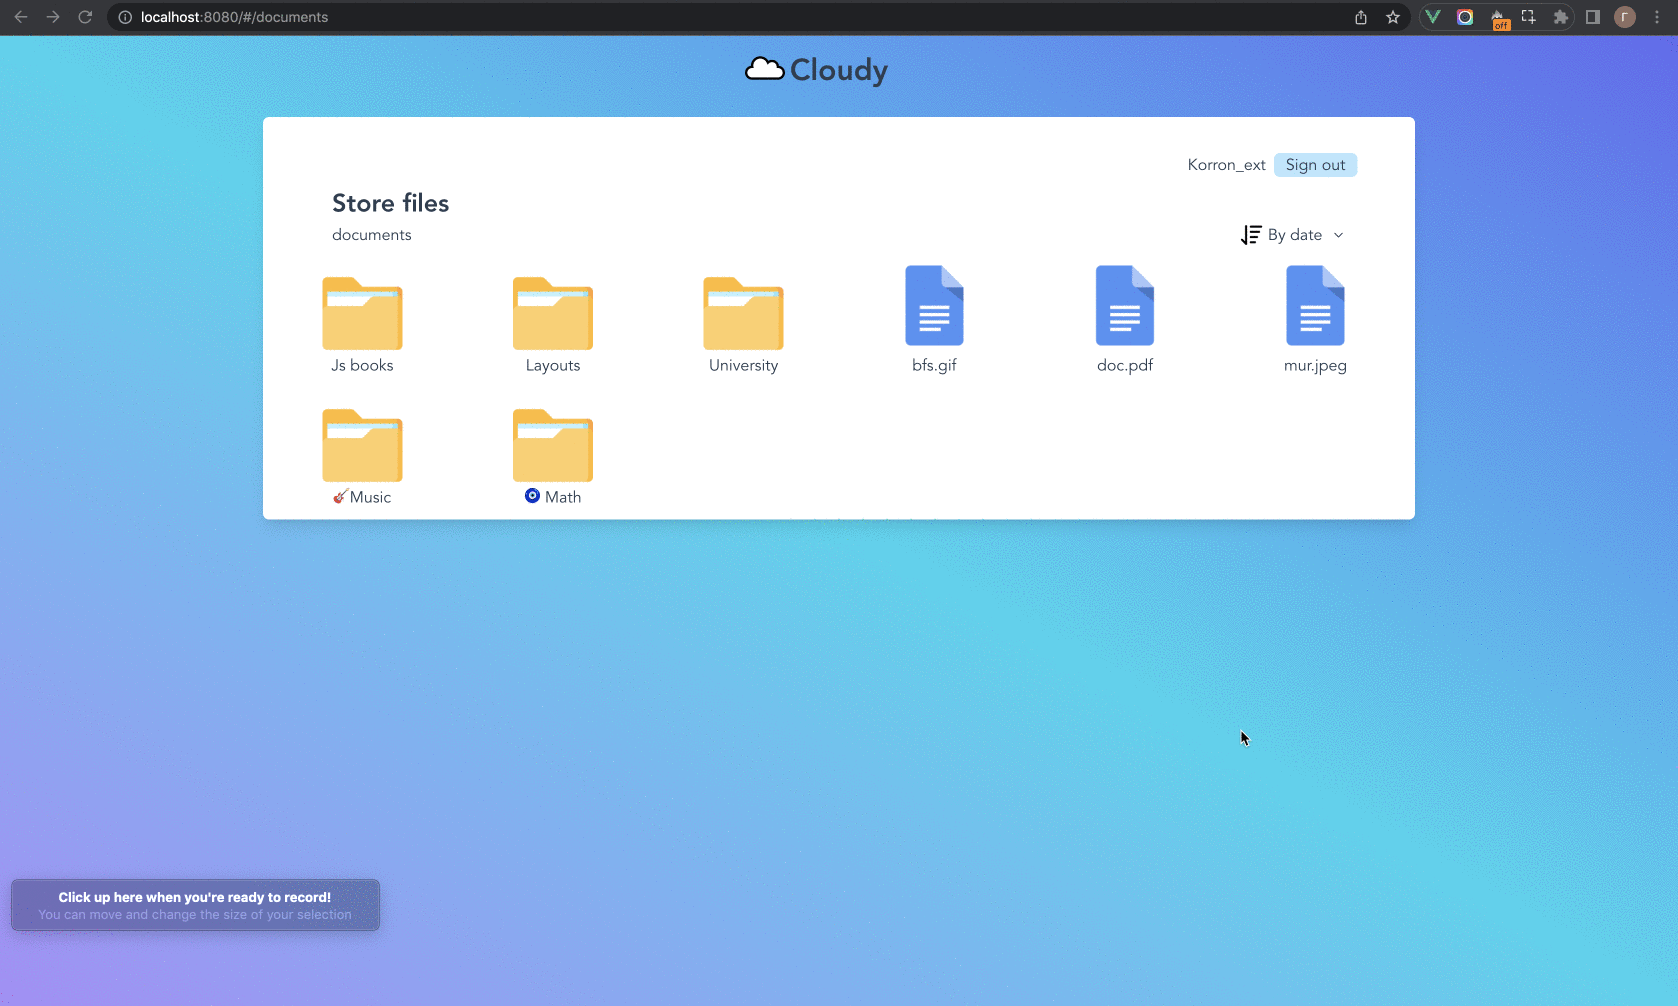 localhost:8080/#/documents
off
Г
Cloudy
Korron_ext Sign out
Store files
documents
By date
Js books
Layouts
University
bfs.gif
doc.pdf
mur.jpeg
🎸Music
🧿 Math
Click up here when you're ready to record!
You can move and change the size of your selection